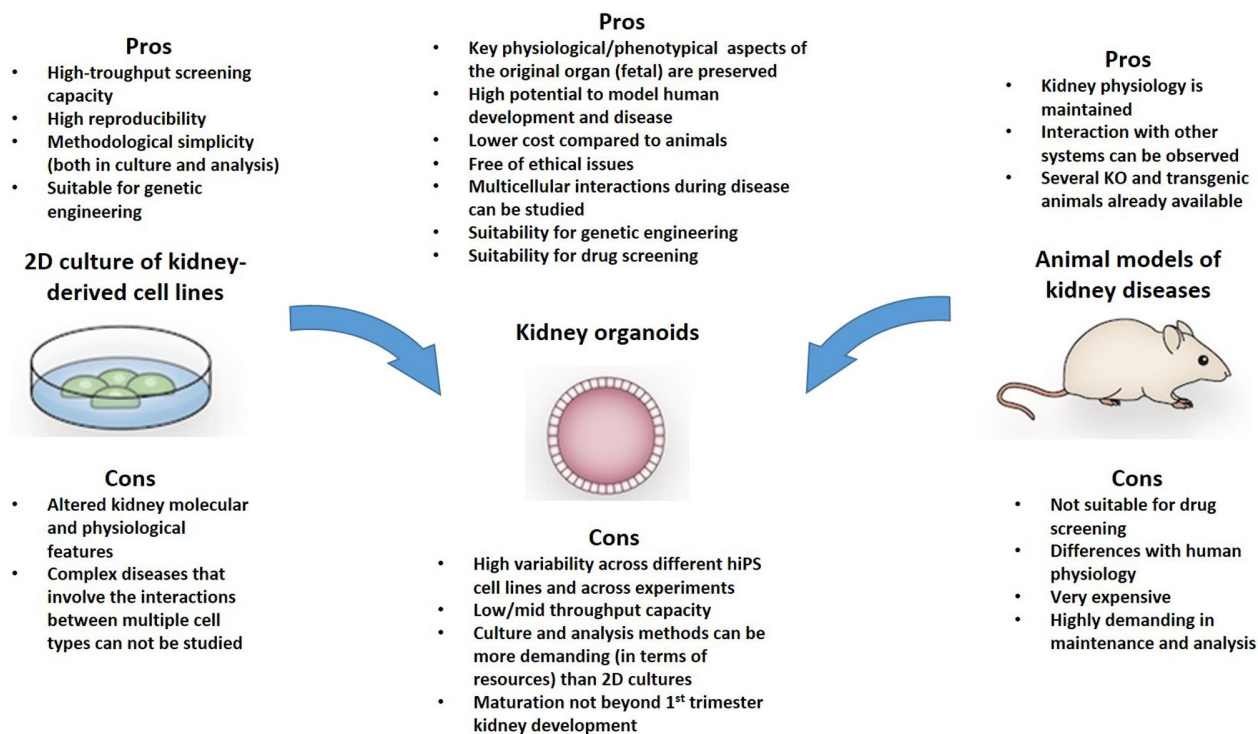 Pros
• High-troughput screening
capacity
• High reproducibility
• Methodological simplicity
(both in culture and analysis)
• Suitable for genetic
engineering
2D culture of kidney-
derived cell lines
Cons
• Altered kidney molecular
and physiological
features
• Complex diseases that
involve the interactions
between multiple cell
types can not be studied
Pros
• Key physiological/phenotypical aspects of
the original organ (fetal) are preserved
• High potential to model human
development and disease
• Lower cost compared to animals
• Free of ethical issues
• Multicellular interactions during disease
can be studied
• Suitability for genetic engineering
• Suitability for drug screening
Kidney organoids
Cons
• High variability across different hiPS
cell lines and across experiments
• Low/mid throughput capacity
• Culture and analysis methods can be
more demanding (in terms of
resources) than 2D cultures
• Maturation not beyond 1st trimester
kidney development
Pros
• Kidney physiology is
maintained
• Interaction with other
systems can be observed
• Several KO and transgenic
animals already available
Animal models of
kidney diseases
Cons
• Not suitable for drug
screening
• Differences with human
physiology
• Very expensive
• Highly demanding in
maintenance and analysis